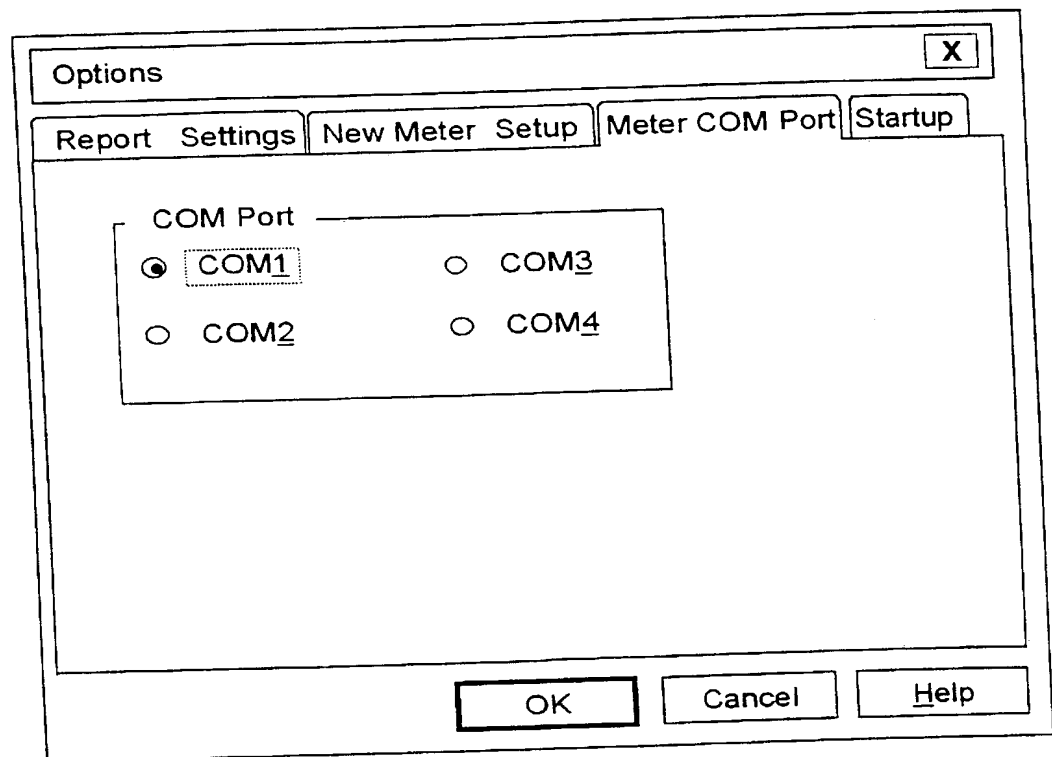 Options X
Report Settings New Meter Setup Meter COM Port Startup
COM Port
COM1 COM3
COM2 COM4
OK Cancel Help